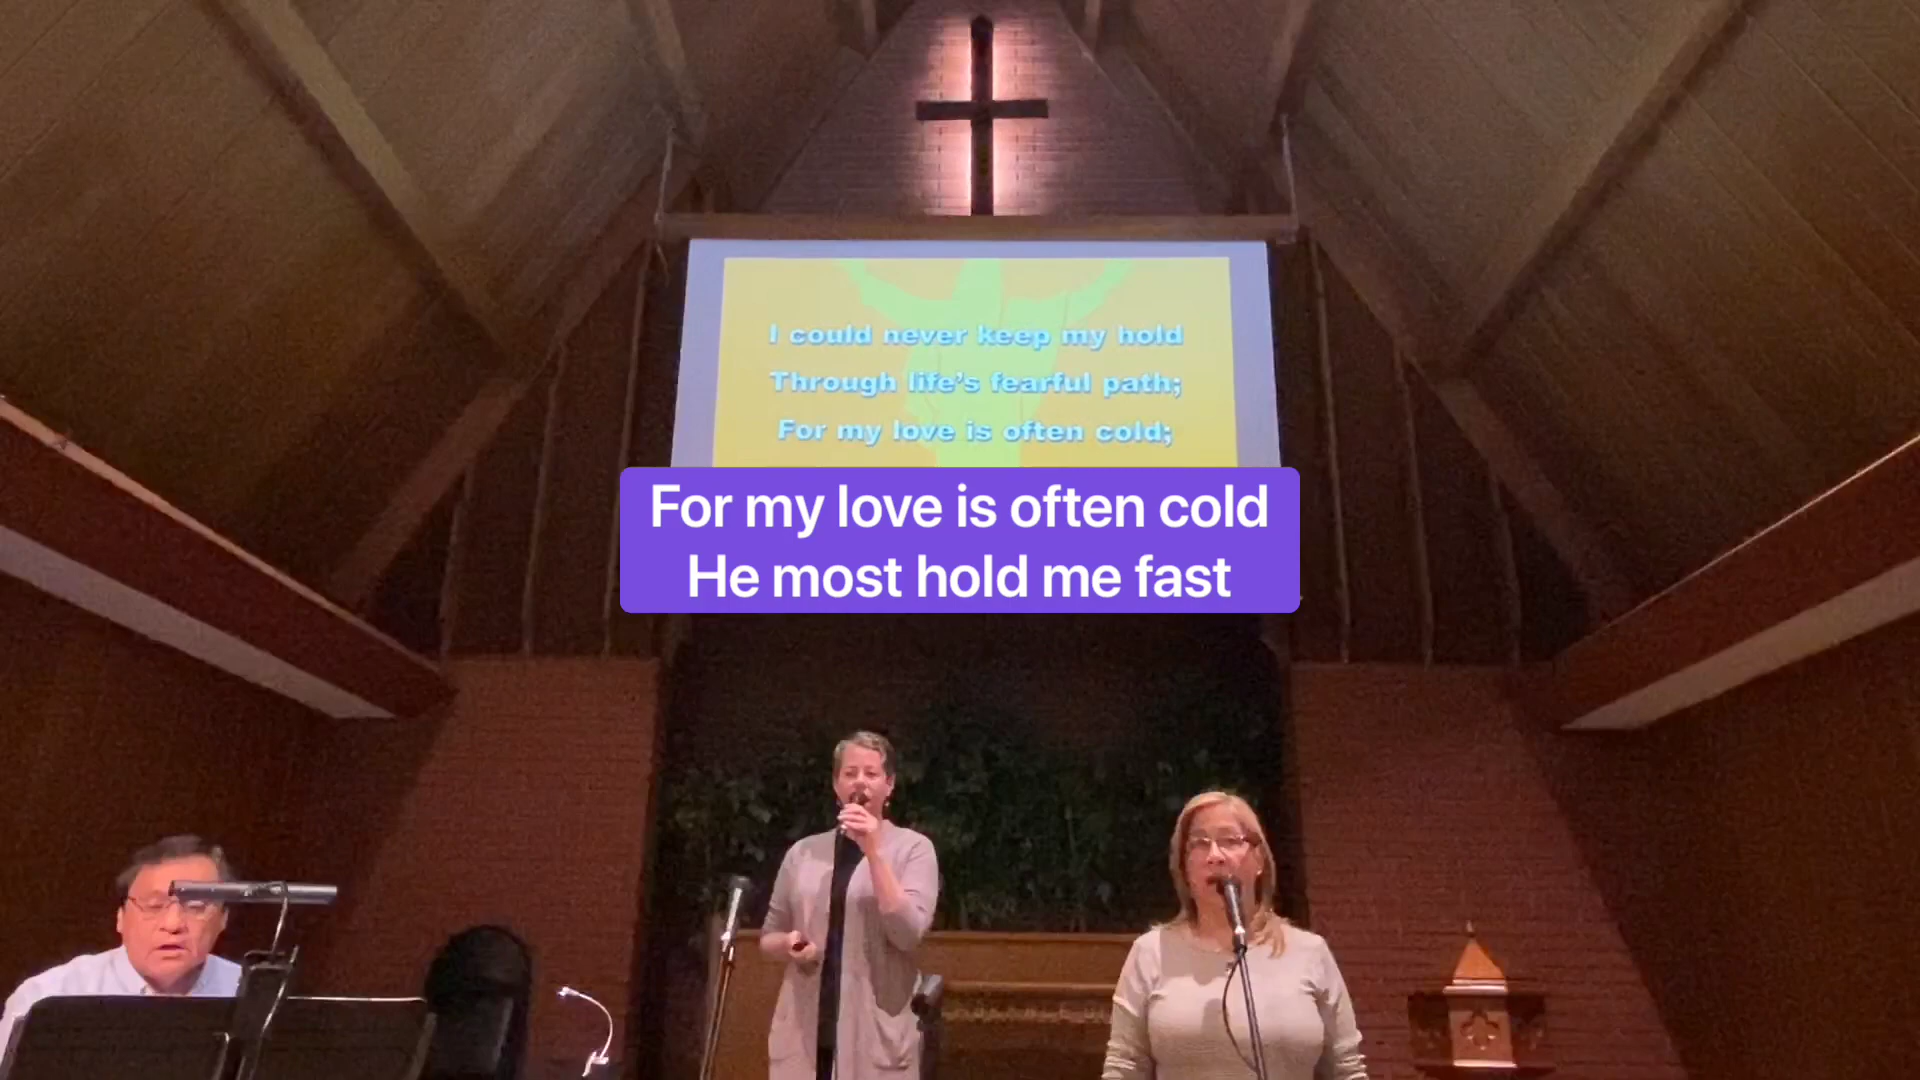 I could never keep my hold
Through life's fearful path;
For my love is often cold;
For my love is often cold
He most hold me fast